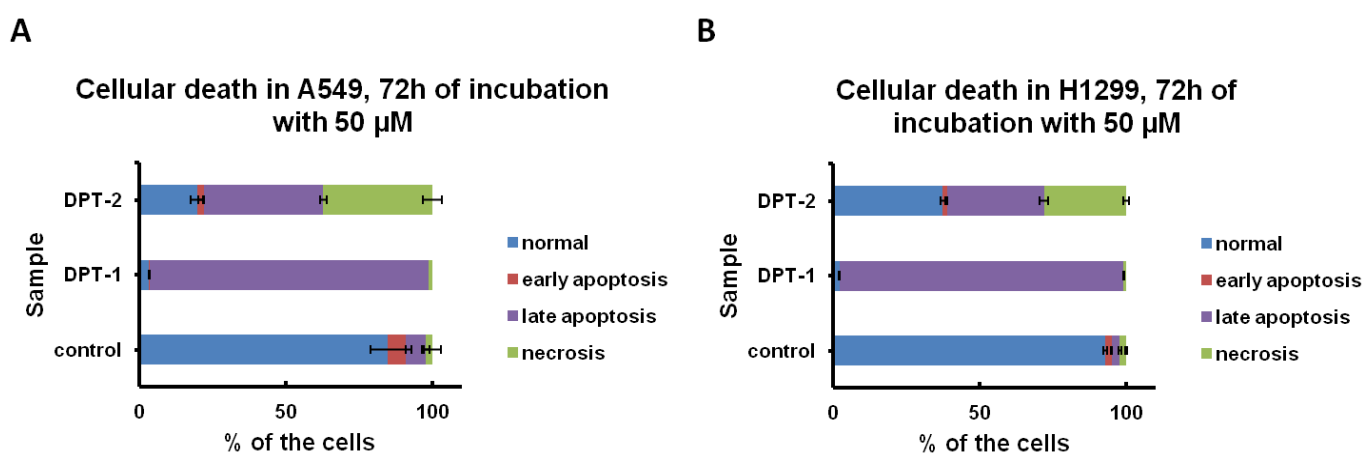 A
Cellular death in A549, 72h of incubation
with 50 µM
Sample
DPT-2
DPT-1
control
0 50 100
% of the cells
normal
early apoptosis
late apoptosis
necrosis
B
Cellular death in H1299, 72h of
incubation with 50 µM
Sample
DPT-2
DPT-1
control
0 50 100
% of the cells
normal
early apoptosis
late apoptosis
necrosis